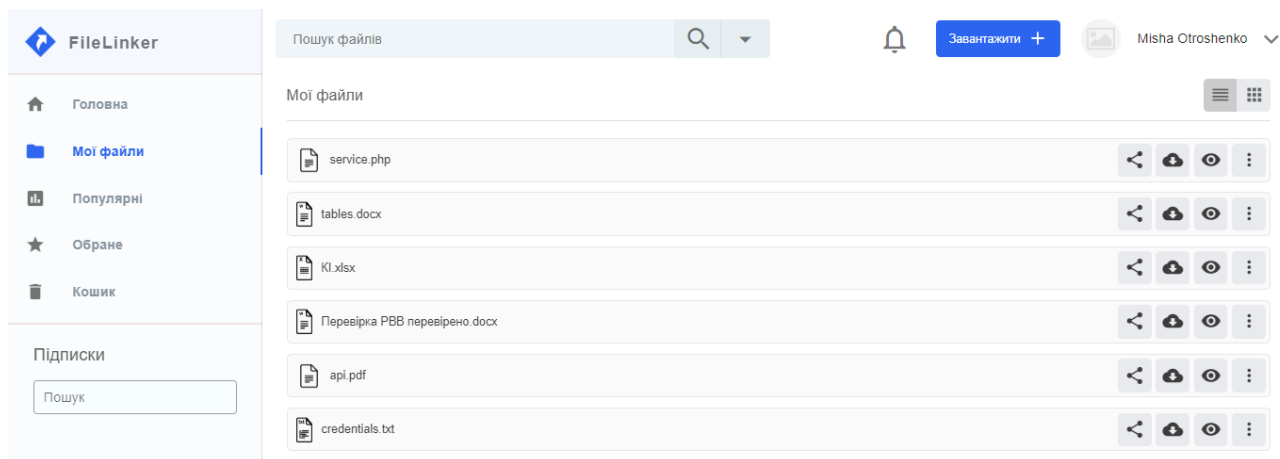 FileLinker
Пошук файлів
Завантажити
Misha Otroshenko
Головна
Мої файли
Популярні
Обране
Кошик
Підписки
Пошук
Мої файли
service.php
tables.docx
KI.xlsx
Перевірка РВВ перевірено.docx
api.pdf
credentials.txt